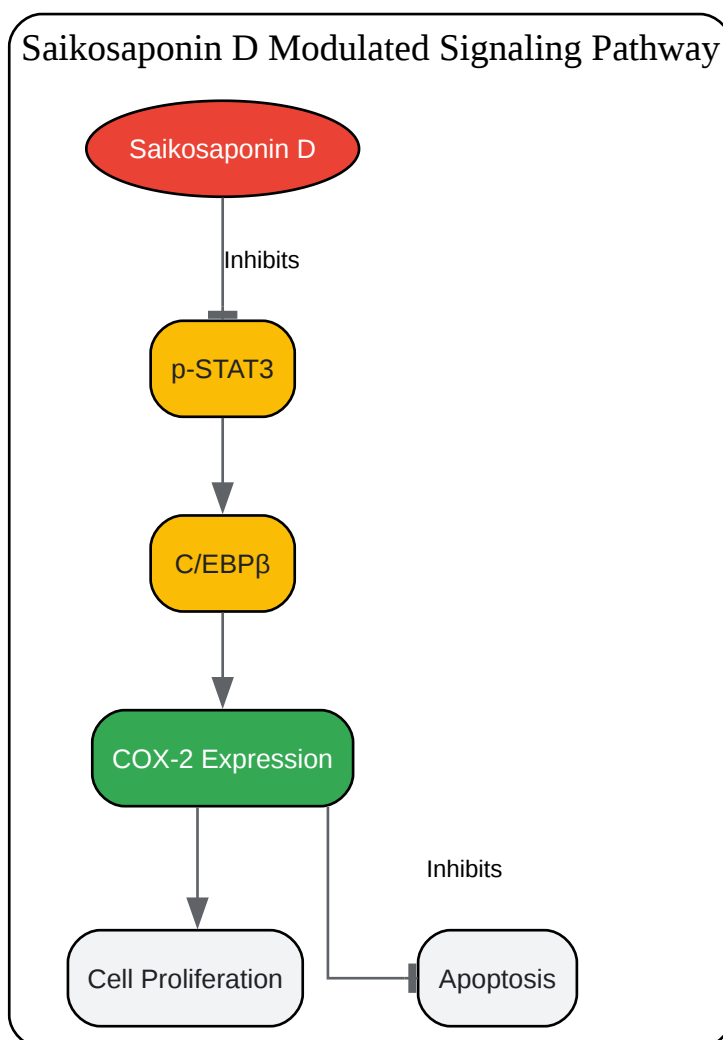 Saikosaponin D Modulated Signaling Pathway
Saikosaponin D
Inhibits
p-STAT3
C/EBPβ
COX-2 Expression
Inhibits
Cell Proliferation
Apoptosis